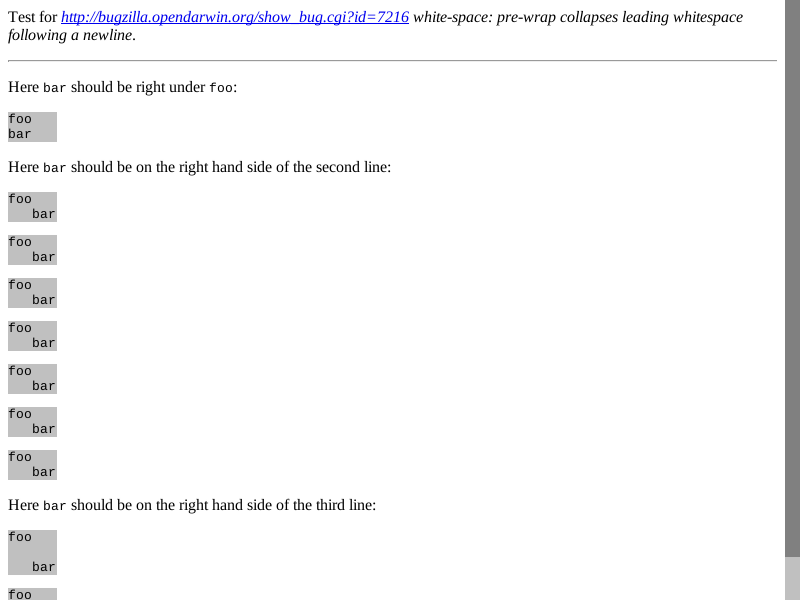 Test for http://bugzilla.opendarwin.org/show_bug.cgi?id=7216 white-space: pre-wrap collapses leading whitespace
following a newline.
Here bar should be right under foo:
foo
bar
Here bar should be on the right hand side of the second line:
foo
bar
foo
bar
foo
bar
foo
bar
foo
bar
foo
bar
foo
bar
Here bar should be on the right hand side of the third line:
foo
bar
foo